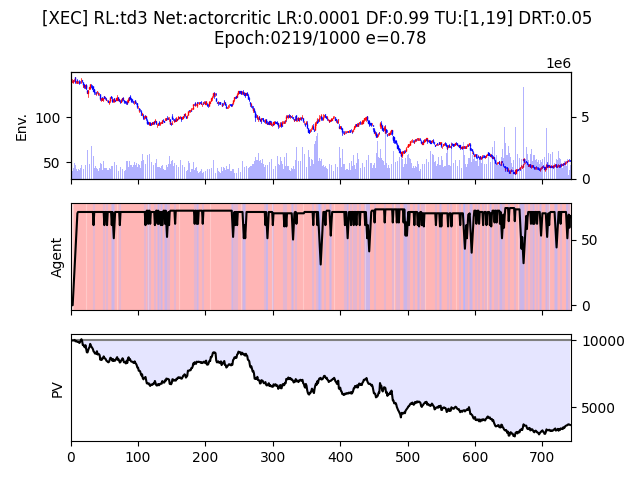 [XEC] RL:td3 Net:actorcritic LR:0.0001 DF:0.99 TU:[1,19] DRT:0.05
Epoch:0219/1000 e=0.78
1e6
Env.
100
50
5
0
Agent
50
0
PV
10000
5000
0 100 200 300 400 500 600 700